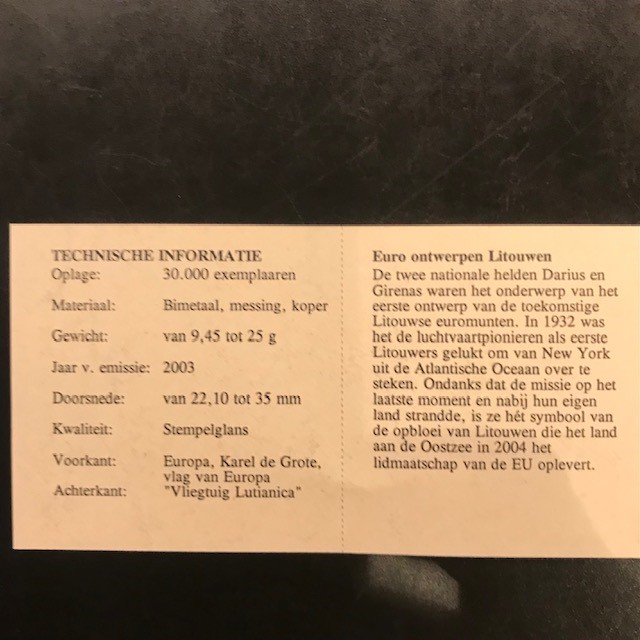 TECHNISCHE INFORMATIE
Oplage: 30.000 exemplaaren
Materiaal: Bimetaal, messing, koper
Gewicht: van 9,45 tot 25 g
Jaar v. emissie: 2003
Doorsnede: van 22,10 tot 35 mm
Kwaliteit: Stempelglans
Voorkant: Europa, Karel de Grote,
vlag van Europa
Achterkant: "Vliegtuig Lutianica"
Euro ontwerpen Litouwen
De twee nationale helden Darius en
Girenas waren het onderwerp van het
eerste ontwerp van de toekomstige
Litouwse euromunten. In 1932 was
het de luchtvaartpionieren als eerste
Litouwers gelukt om van New York
uit de Atlantische Oceaan over te
steken. Ondanks dat de missie op het
laatste moment en nabij hun eigen
land strandde, is ze hét symbool van
de opbloei van Litouwen die het land
aan de Oostzee in 2004 het
lidmaatschap van de EU oplevert.